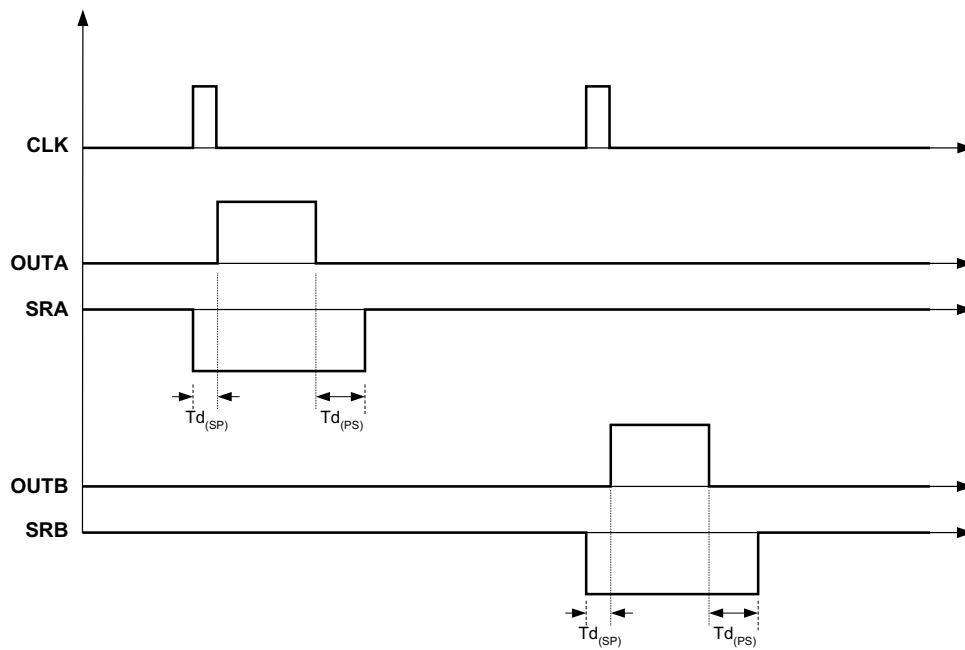 CLK
OUTA
SRA
Td(SP) Td(PS)
OUTB
SRB
Td(SP) Td(PS)